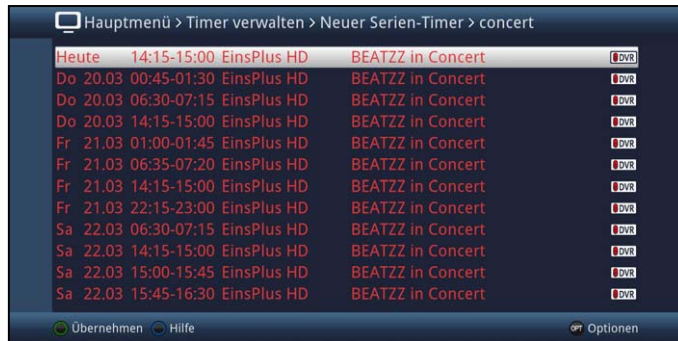 Hauptmenü > Timer verwalten > Neuer Serien-Timer > concert
Heute 14:15-15:00 EinsPlus HD BEATZZ in Concert DVR
Do 20.03 00:45-01:30 EinsPlus HD BEATZZ in Concert DVR
Do 20.03 06:30-07:15 EinsPlus HD BEATZZ in Concert DVR
Do 20.03 14:15-15:00 EinsPlus HD BEATZZ in Concert DVR
Fr 21.03 01:00-01:45 EinsPlus HD BEATZZ in Concert DVR
Fr 21.03 06:35-07:20 EinsPlus HD BEATZZ in Concert DVR
Fr 21.03 14:15-15:00 EinsPlus HD BEATZZ in Concert DVR
Fr 21.03 22:15-23:00 EinsPlus HD BEATZZ in Concert DVR
Sa 22.03 06:30-07:15 EinsPlus HD BEATZZ in Concert DVR
Sa 22.03 14:15-15:00 EinsPlus HD BEATZZ in Concert DVR
Sa 22.03 15:00-15:45 EinsPlus HD BEATZZ in Concert DVR
Sa 22.03 15:45-16:30 EinsPlus HD BEATZZ in Concert DVR
Übernehmen Hilfe OPT Optionen